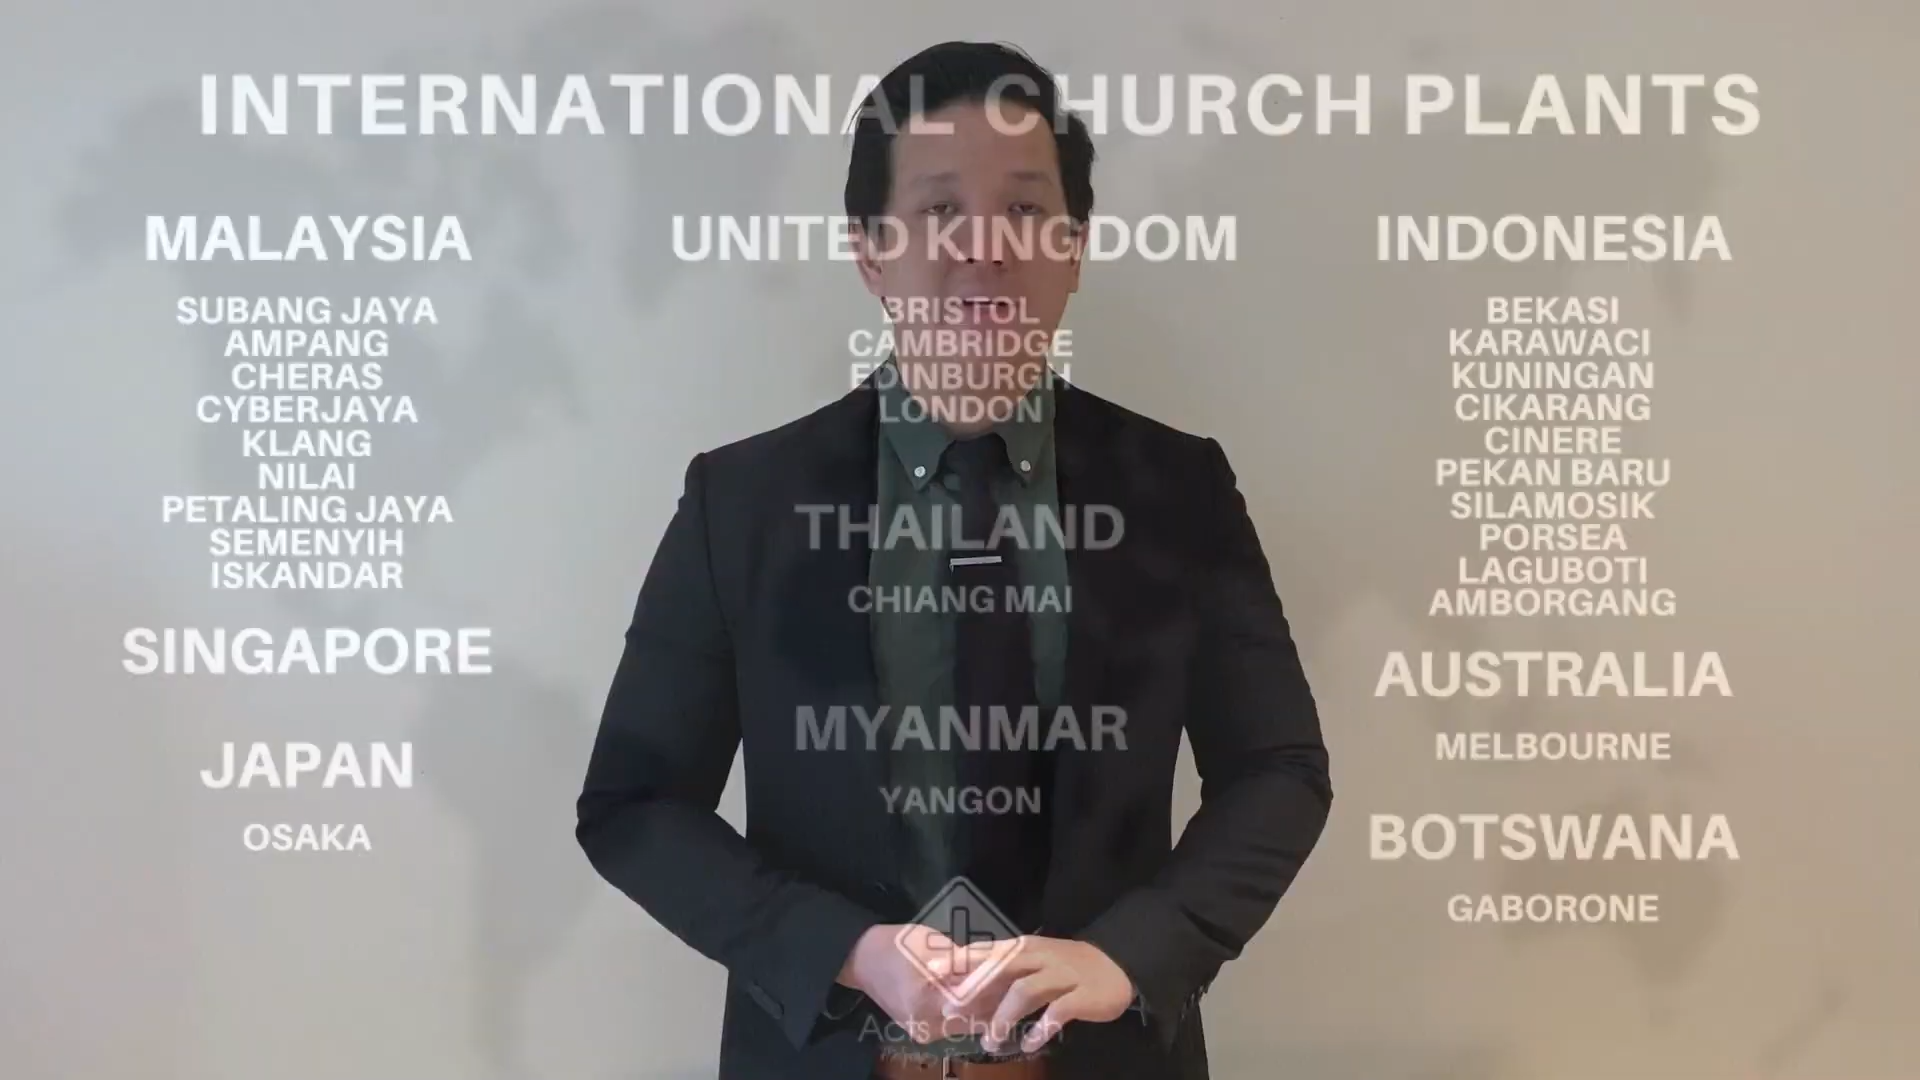 INTERNATIONAL CHURCH PLANTS
MALAYSIA
SUBANG JAYA
AMPANG
CHERAS
CYBERJAYA
KLANG
NILAI
PETALING JAYA
SEMENYIH
ISKANDAR
SINGAPORE
JAPAN
OSAKA
UNITED KINGDOM
BRISTOL
CAMBRIDGE
EDINBURGH
LONDON
THAILAND
CHIANG MAI
MYANMAR
YANGON
INDONESIA
BEKASI
KARAWACI
KUNINGAN
CIKARANG
CINERE
PEKAN BARU
SILAMOSIK
PORSEA
LAGUBOTI
AMBORGANG
AUSTRALIA
MELBOURNE
BOTSWANA
GABORONE
Acts Church